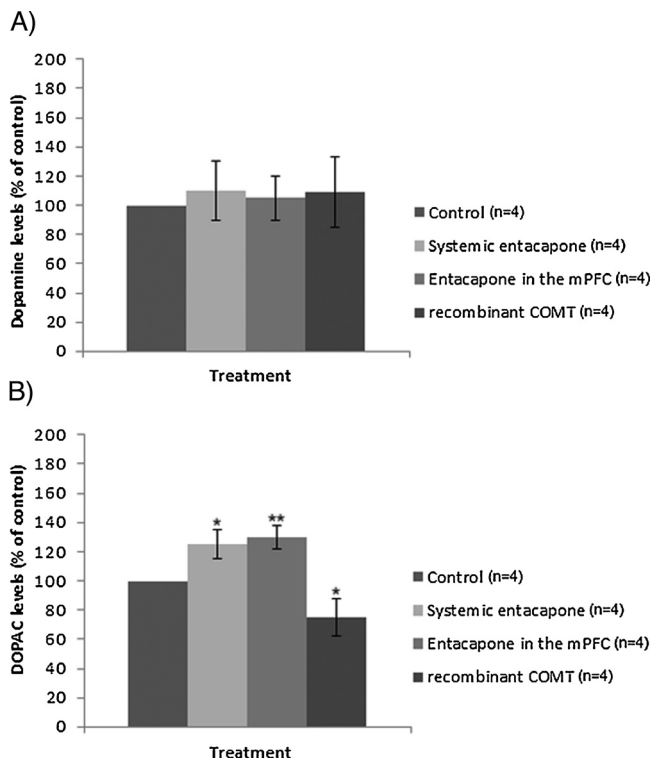 A)
Dopamine levels (% of control)
200
180
160
140
120
100
80
60
40
20
0
Treatment
Control (n=4)
Systemic entacapone (n=4)
Entacapone in the mPFC (n=4)
recombinant COMT (n=4)
B)
DOPAC levels (% of control)
200
180
160
140
120
100
80
60
40
20
0
*
**
*
Treatment
Control (n=4)
Systemic entacapone (n=4)
Entacapone in the mPFC (n=4)
recombinant COMT (n=4)